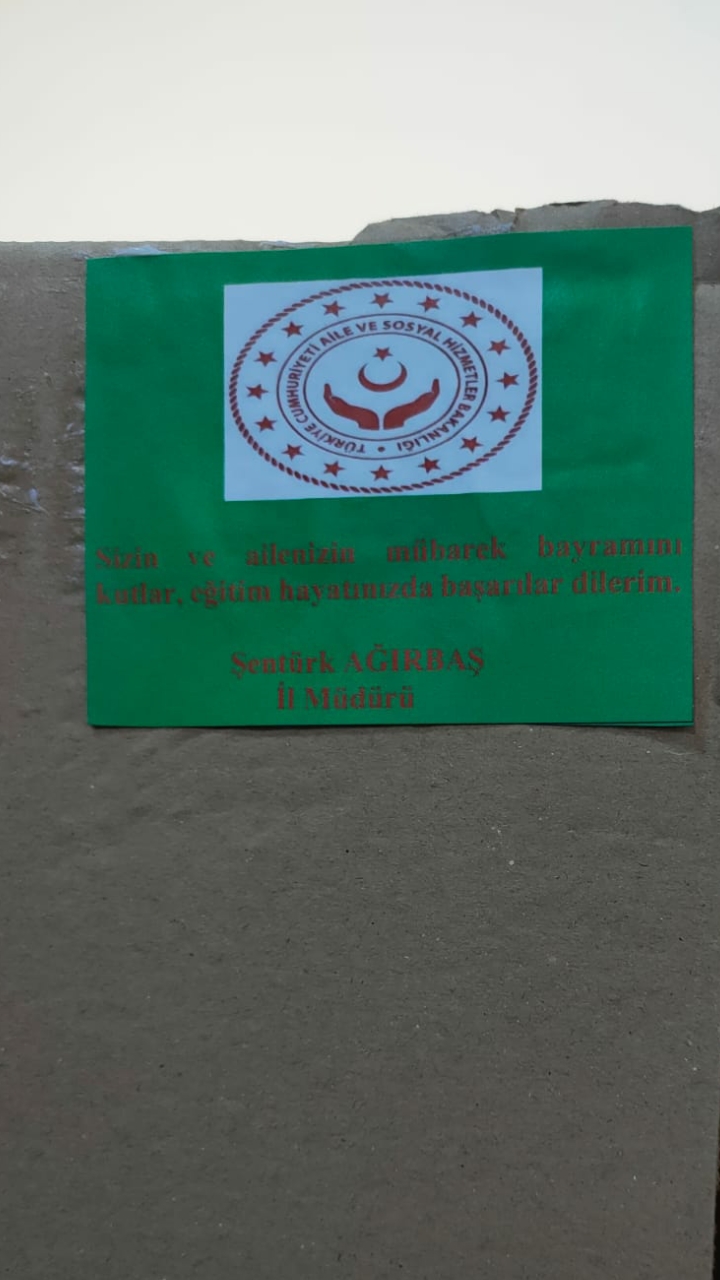 TÜRKİYE CUMHURİYETİ AİLE VE SOSYAL HİZMETLER BAKANLIĞI
Sizin ve ailenizin mübarek bayramını
kutlar, eğitim hayatınızda başarılar dilerim.
Şentürk AĞIRBAŞ
İl Müdürü